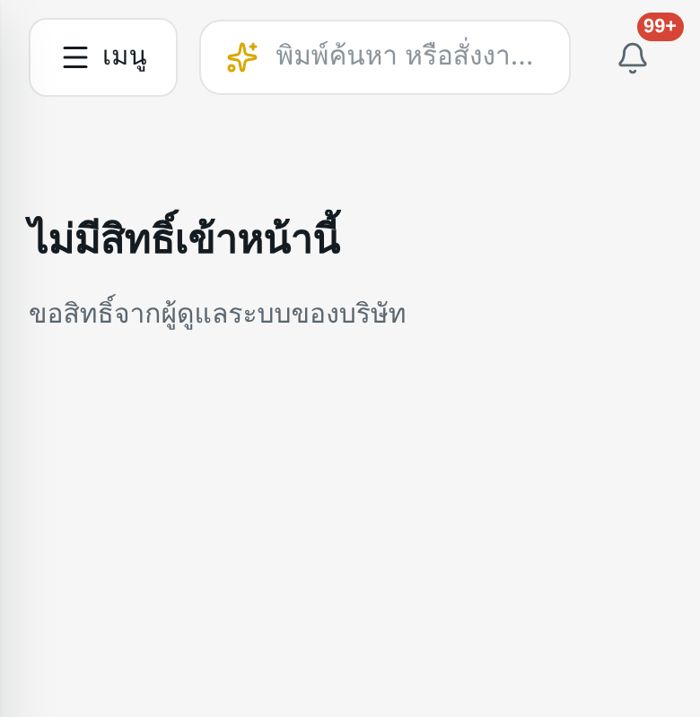 99+
เมนู
พิมพ์ค้นหา หรือสั่งงา...
ไม่มีสิทธิ์เข้าหน้านี้
ขอสิทธิ์จากผู้ดูแลระบบของบริษัท